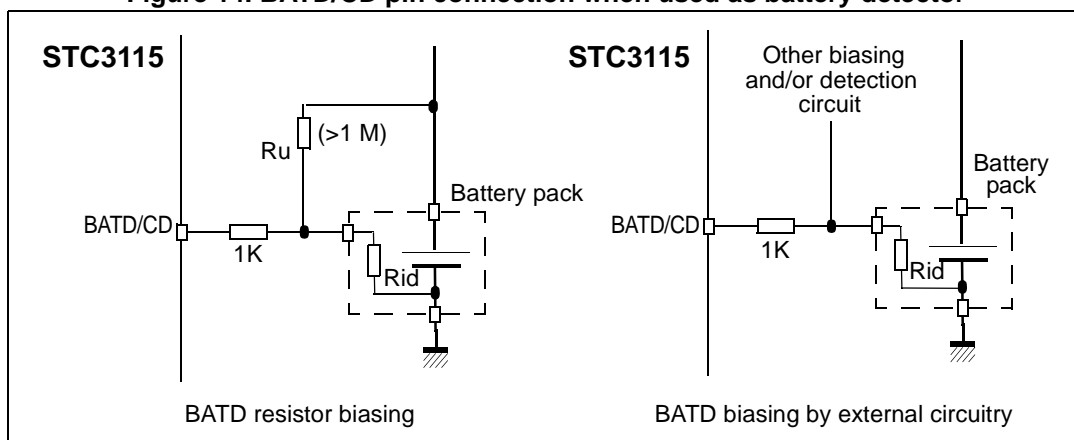 Figure 14. BATD/CD pin connection when used as battery detector
STC3115
Ru
(>1 M)
Battery pack
BATD/CD
1K
Rid
BATD resistor biasing
STC3115
Other biasing
and/or detection
circuit
Battery
pack
BATD/CD
1K
Rid
BATD biasing by external circuitry